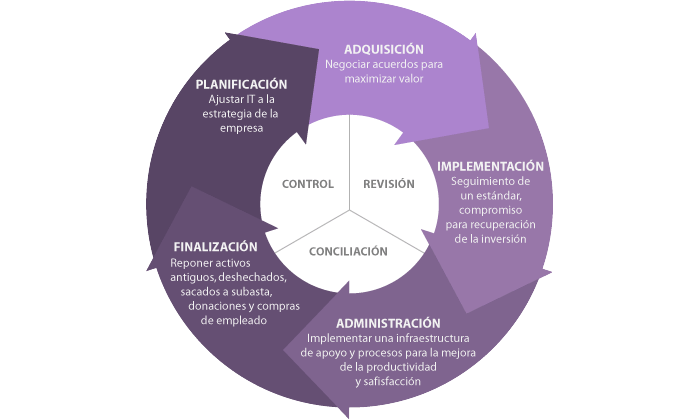 ADQUISICIÓN
Negociar acuerdos para
maximizar valor
PLANIFICACIÓN
Ajustar IT a la
estrategia de la
empresa
IMPLEMENTACIÓN
Seguimiento de
un estándar,
compromiso
para recuperación
de la inversión
CONTROL
REVISIÓN
CONCILIACIÓN
FINALIZACIÓN
Reponer activos
antiguos, deshechados,
sacados a subasta,
donaciones y compras
de empleado
ADMINISTRACIÓN
Implementar una infraestructura
de apoyo y procesos para la mejora
de la productividad
y safisfacción